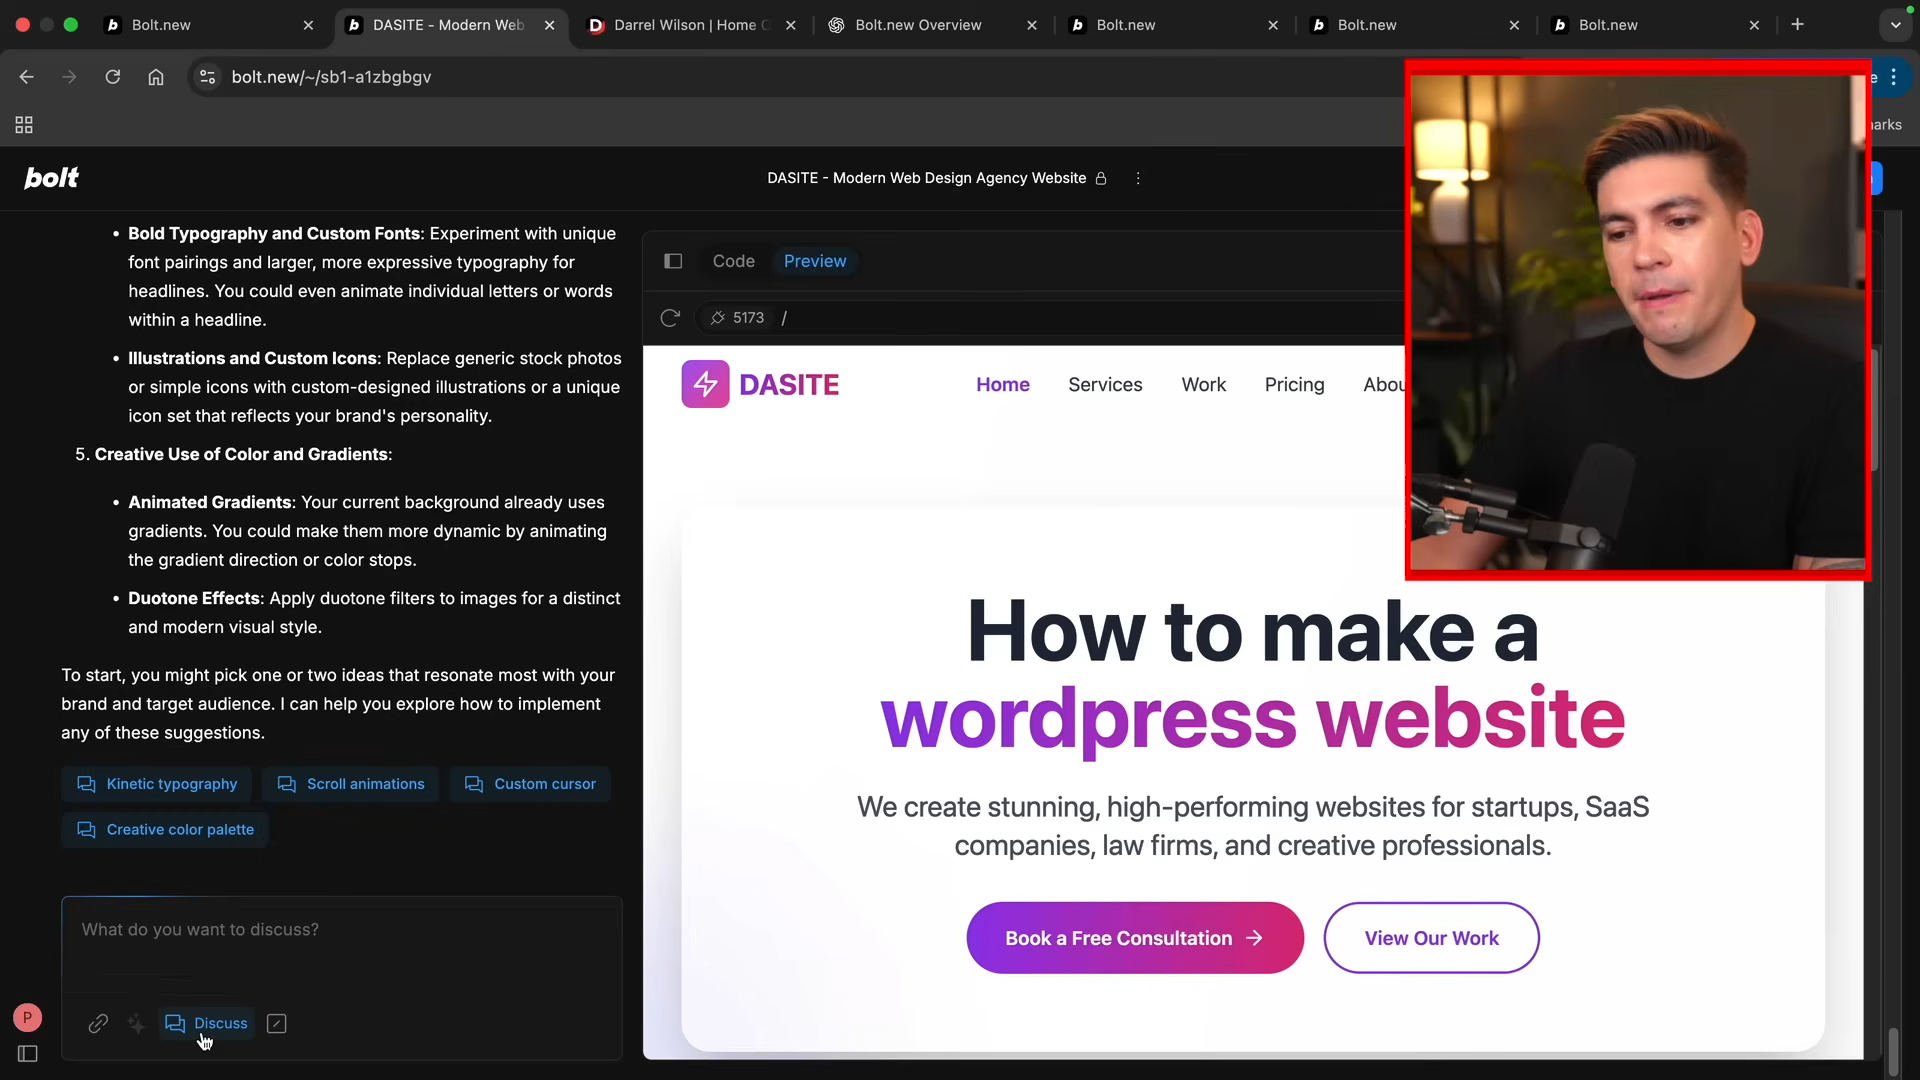 Bolt.new
DASITE - Modern Web
Darrel Wilson | Home
Bolt.new Overview
Bolt.new
Bolt.new
Bolt.new
bolt.new/~/sb1-a1zbgbgv
bolt
DASITE - Modern Web Design Agency Website
• Bold Typography and Custom Fonts: Experiment with unique
font pairings and larger, more expressive typography for
headlines. You could even animate individual letters or words
within a headline.
• Illustrations and Custom Icons: Replace generic stock photos
or simple icons with custom-designed illustrations or a unique
icon set that reflects your brand's personality.
5. Creative Use of Color and Gradients:
• Animated Gradients: Your current background already uses
gradients. You could make them more dynamic by animating
the gradient direction or color stops.
• Duotone Effects: Apply duotone filters to images for a distinct
and modern visual style.
To start, you might pick one or two ideas that resonate most with your
brand and target audience. I can help you explore how to implement
any of these suggestions.
Kinetic typography
Scroll animations
Custom cursor
Creative color palette
What do you want to discuss?
Discuss
P
Code
Preview
5173
/
DASITE
Home
Services
Work
Pricing
Abou
How to make a
wordpress website
We create stunning, high-performing websites for startups, SaaS
companies, law firms, and creative professionals.
Book a Free Consultation →
View Our Work